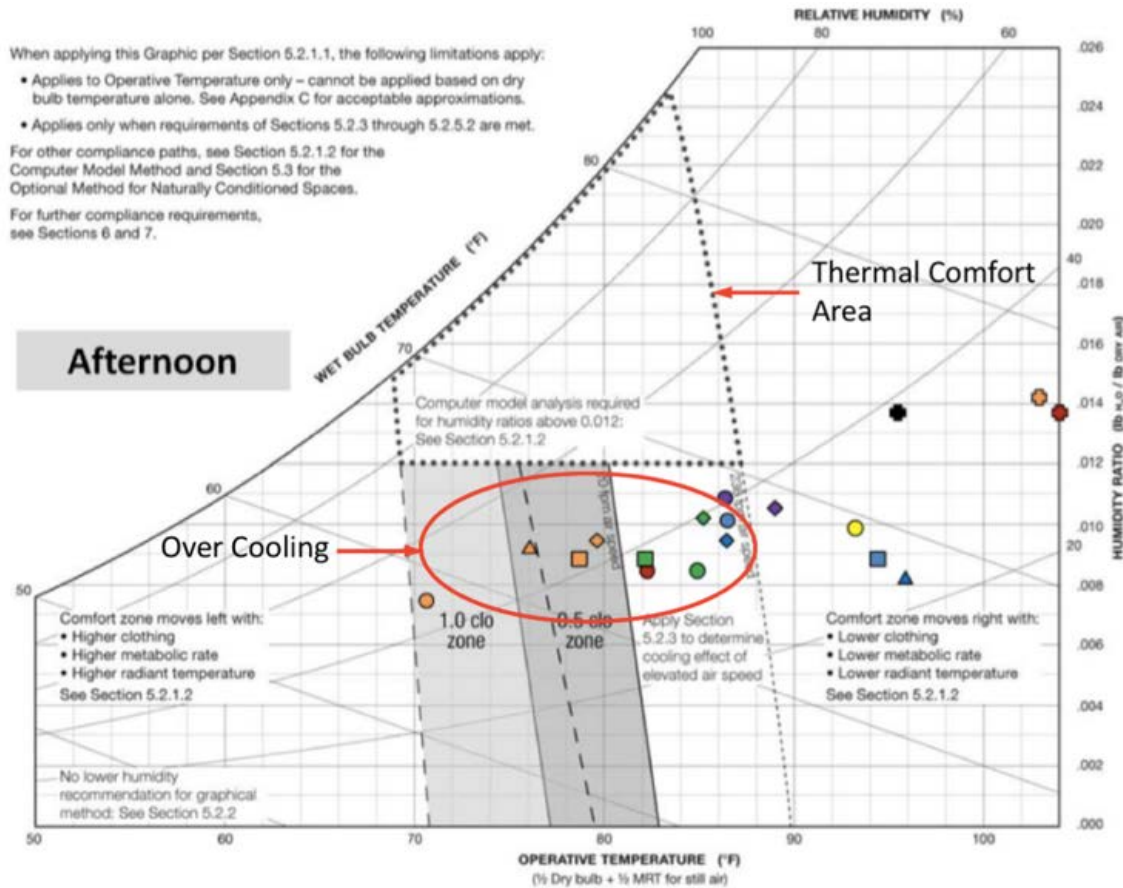 RELATIVE HUMIDITY (%)
100
80
60
When applying this Graphic per Section 5.2.1.1, the following limitations apply:
• Applies to Operative Temperature only – cannot be applied based on dry
bulb temperature alone. See Appendix C for acceptable approximations.
• Applies only when requirements of Sections 5.2.3 through 5.2.5.2 are met.
For other compliance paths, see Section 5.2.1.2 for the
Computer Model Method and Section 5.3 for the
Optional Method for Naturally Conditioned Spaces.
For further compliance requirements,
see Sections 6 and 7.
.026
.024
.022
.020
.018
.016
.014
.012
.010
.008
.006
.004
.002
.000
HUMIDITY RATIO (lb H₂O / lb DRY AIR)
40
20
WET BULB TEMPERATURE (°F)
50
60
70
80
Thermal Comfort
Area
Afternoon
Computer model analysis required
for humidity ratios above 0.012:
See Section 5.2.1.2
Over Cooling
1.0 clo
zone
0.5 clo
zone
air speed
Comfort zone moves left with:
• Higher clothing
• Higher metabolic rate
• Higher radiant temperature
See Section 5.2.1.2
Apply Section
5.2.3 to determine
cooling effect of
elevated air speed
Comfort zone moves right with:
• Lower clothing
• Lower metabolic rate
• Lower radiant temperature
See Section 5.2.1.2
No lower humidity
recommendation for graphical
method: See Section 5.2.2
50
60
70
80
90
100
OPERATIVE TEMPERATURE (°F)
(½ Dry bulb + ½ MRT for still air)